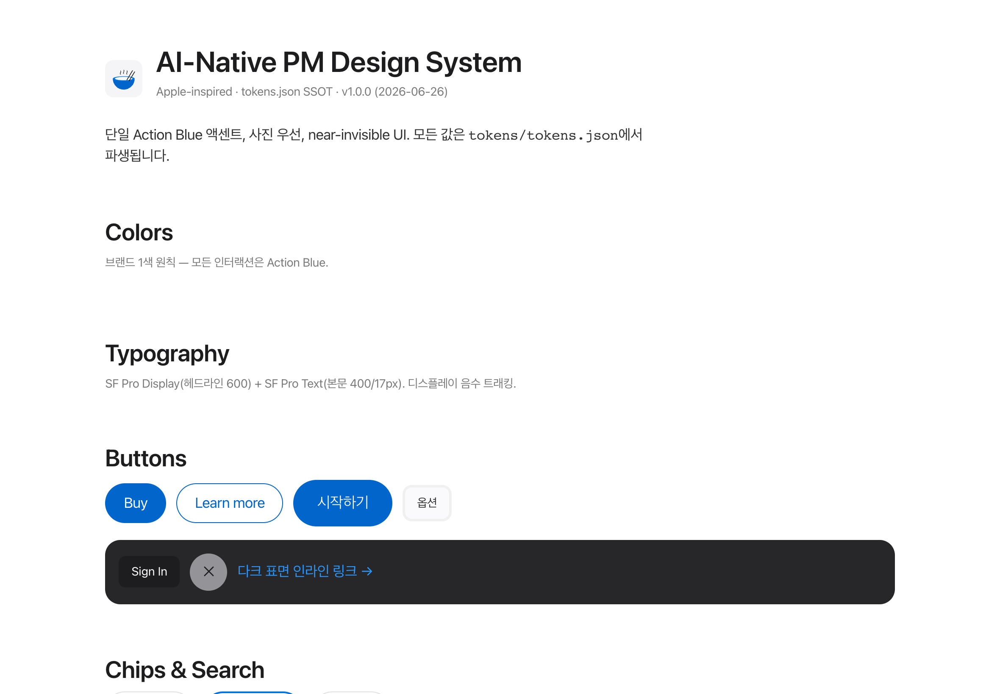 AI-Native PM Design System
Apple-inspired · tokens.json SSOT · v1.0.0 (2026-06-26)
단일 Action Blue 액센트, 사진 우선, near-invisible UI. 모든 값은 tokens/tokens.json에서
파생됩니다.
Colors
브랜드 1색 원칙 — 모든 인터랙션은 Action Blue.
Typography
SF Pro Display(헤드라인 600) + SF Pro Text(본문 400/17px). 디스플레이 음수 트래킹.
Buttons
Buy Learn more 시작하기 옵션
Sign In ✕ 다크 표면 인라인 링크 →
Chips & Search